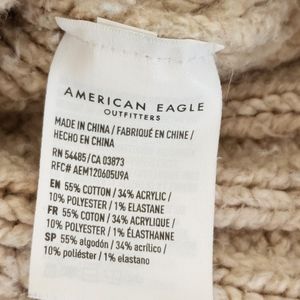 AMERICAN EAGLE
OUTFITTERS
MADE IN CHINA / FABRIQUÉ EN CHINE /
HECHO EN CHINA
RN 54485/CA 03873
RFC# AEM120605U9A
EN 55% COTTON / 34% ACRYLIC /
10% POLYESTER / 1% ELASTANE
FR 55% COTON / 34% ACRYLIQUE /
10% POLYESTER / 1% ÉLASTHANNE
SP 55% algodón / 34% acrílico /
10% poliéster / 1% elastano